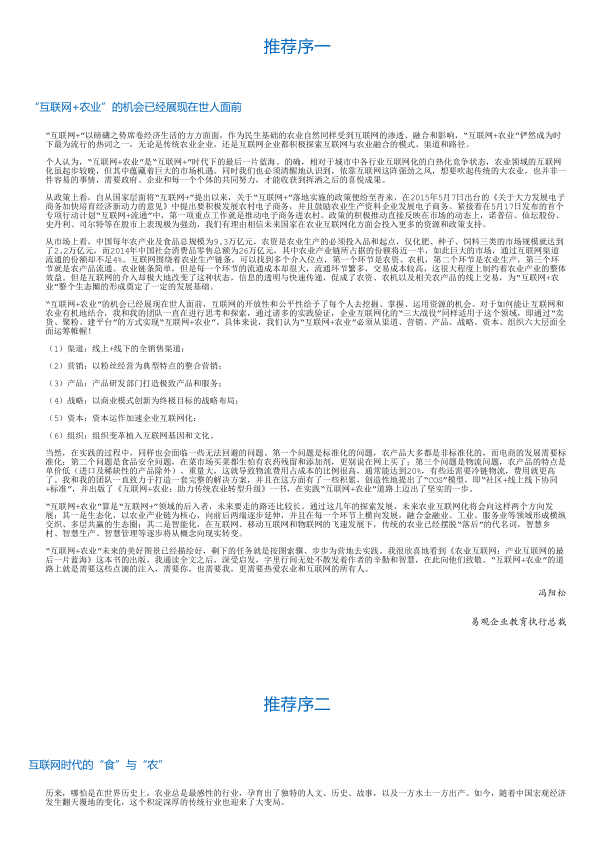 推荐序一
“互联网+农业”的机会已经展现在世人面前
“互联网+”以磅礴之势席卷经济生活的方方面面，作为民生基础的农业自然同样受到互联网的渗透、融合和影响，“互联网+农业”俨然成为时
下最为流行的热词之一，无论是传统农业企业，还是互联网企业都积极探索互联网与农业融合的模式、渠道和路径。
个人认为，“互联网+农业”是“互联网+”时代下的最后一片蓝海。的确，相对于城市中各行业互联网化的白热化竞争状态，农业领域的互联网
化虽起步较晚，但其中蕴藏着巨大的市场机遇。同时我们也必须清醒地认识到，依靠互联网这阵强劲之风，想要吹起传统的大农业，也并非一
件容易的事情，需要政府、企业和每一个个体的共同努力，才能收获到挥洒之后的喜悦成果。
从政策上看，自从国家层面将“互联网+”提出以来，关于“互联网+”落地实施的政策便纷至沓来，在2015年5月7日出台的《关于大力发展电子
商务加快培育经济新动力的意见》中提出要积极发展农村电子商务，并且鼓励农业生产资料企业发展电子商务。紧接着在5月17日发布的首个
专项行动计划“互联网+流通”中，第一项重点工作就是推动电子商务进农村。政策的积极推动直接反映在市场的动态上，诺普信、仙坛股份、
史丹利、司尔特等在股市上表现极为强劲，我们有理由相信未来国家在农业互联网化方面会投入更多的资源和政策支持。
从市场上看，中国每年农产业及食品总规模为9.3万亿元，农资是农业生产的必须投入品和起点，仅化肥、种子、饲料三类的市场规模就达到
了2.2万亿元，而2014年中国社会消费品零售总额为26万亿元，其中农业产业链所占据的份额将近一半，如此巨大的市场，通过互联网渠道
流通的份额却不足4%。互联网围绕着农业生产链条，可以找到多个介入位点，第一个环节是农资、农机，第二个环节是农业生产，第三个环
节就是农产品流通。农业链条简单，但是每一个环节的流通成本却很大，流通环节繁多，交易成本较高，这很大程度上制约着农业产业的整体
效益。但是互联网的介入却极大地改变了这种状态，信息的透明与快速传递，促成了农资、农机以及相关农产品的线上交易，为“互联网+农
业”整个生态圈的形成奠定了一定的发展基础。
“互联网+农业”的机会已经展现在世人面前，互联网的开放性和公平性给予了每个人去挖掘、掌握、运用资源的机会。对于如何能让互联网和
农业有机地结合，我和我的团队一直在进行思考和探索，通过诸多的实践验证，企业互联网化的“三大战役”同样适用于这个领域，即通过“卖
货、聚粉、建平台”的方式实现“互联网+农业”。具体来说，我们认为“互联网+农业”必须从渠道、营销、产品、战略、资本、组织六大层面全
面运筹帷幄！
（1）渠道：线上+线下的全销售渠道；
（2）营销：以粉丝经营为典型特点的整合营销；
（3）产品：产品研发部门打造极致产品和服务；
（4）战略：以商业模式创新为终极目标的战略布局；
（5）资本：资本运作加速企业互联网化；
（6）组织：组织变革植入互联网基因和文化。
当然，在实践的过程中，同样也会面临一些无法回避的问题。第一个问题是标准化的问题，农产品大多都是非标准化的，而电商的发展需要标
准化；第二个问题是食品安全问题，在菜市场买菜都生怕有农药残留和添加剂，更别说在网上买了；第三个问题是物流问题，农产品的特点是
单价低（进口及稀缺性的产品除外）、重量大，这就导致物流费用占成本的比例很高，通常能达到20%，有些还需要冷链物流，费用就更高
了。我和我的团队一直致力于打造一套完整的解决方案，并且在这方面有了一些积累，创造性地提出了“COS”模型，即“社区+线上线下协同
+标准”，并出版了《互联网+农业：助力传统农业转型升级》一书，在实践“互联网+农业”道路上迈出了坚实的一步。
“互联网+农业”算是“互联网+”领域的后入者，未来要走的路还比较长。通过这几年的探索发展，未来农业互联网化将会向这样两个方向发
展，其一是生态化，以农业产业链为核心，向前后两端逐步延伸，并且在每一个环节上横向发展，融合金融业、工业、服务业等领域形成横纵
交织、多层共赢的生态圈；其二是智能化，在互联网、移动互联网和物联网的飞速发展下，传统的农业已经摆脱“落后”的代名词，智慧乡
村、智慧生产、智慧管理等逐步将从概念向现实转变。
“互联网+农业”未来的美好图景已经描绘好，剩下的任务就是按图索骥、步步为营地去实践。我很欣喜地看到《农业互联网：产业互联网的最
后一片蓝海》这本书的出版，我通读全文之后，深受启发，字里行间无处不散发着作者的辛勤和智慧，在此向他们致敬。“互联网+农业”的道
路上就是需要这些点滴的注入，需要你，也需要我，更需要热爱农业和互联网的所有人。
冯阳松
易观企业教育执行总裁
推荐序二
互联网时代的“食”与“农”
历来，哪怕是在世界历史上，农业总是最感性的行业，孕育出了独特的人文、历史、故事，以及一方水土一方出产。如今，随着中国宏观经济
发生翻天覆地的变化，这个积淀深厚的传统行业也迎来了大变局。